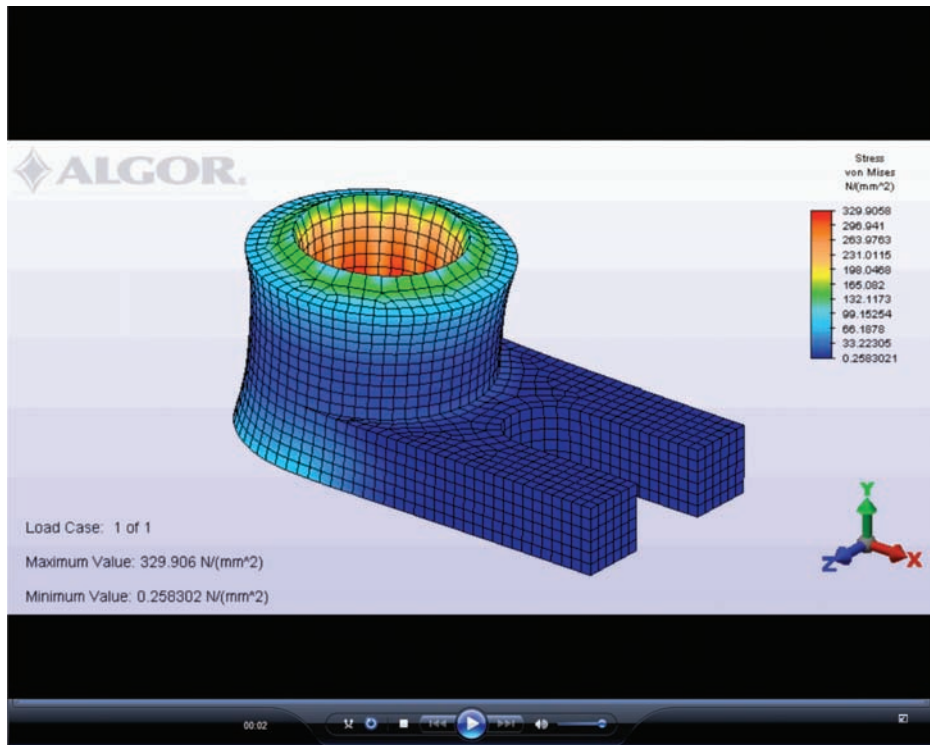 ALGOR.
Stress
von Mises
N/(mm^2)
329.9058
296.941
263.9763
231.0115
198.0468
165.082
132.1173
99.15254
66.1878
33.22305
0.2583021
Load Case: 1 of 1
Maximum Value: 329.906 N/(mm^2)
Minimum Value: 0.258302 N/(mm^2)
Y
Z
X
00:02